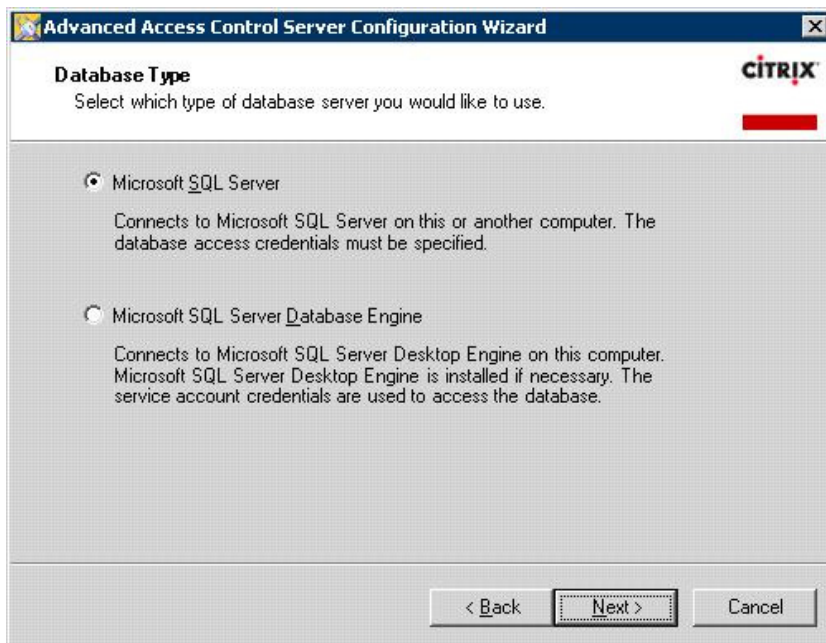 Advanced Access Control Server Configuration Wizard
Database Type
Select which type of database server you would like to use.
CITRIX
Microsoft SQL Server
Connects to Microsoft SQL Server on this or another computer. The
database access credentials must be specified.
Microsoft SQL Server Database Engine
Connects to Microsoft SQL Server Desktop Engine on this computer.
Microsoft SQL Server Desktop Engine is installed if necessary. The
service account credentials are used to access the database.
< Back
Next >
Cancel